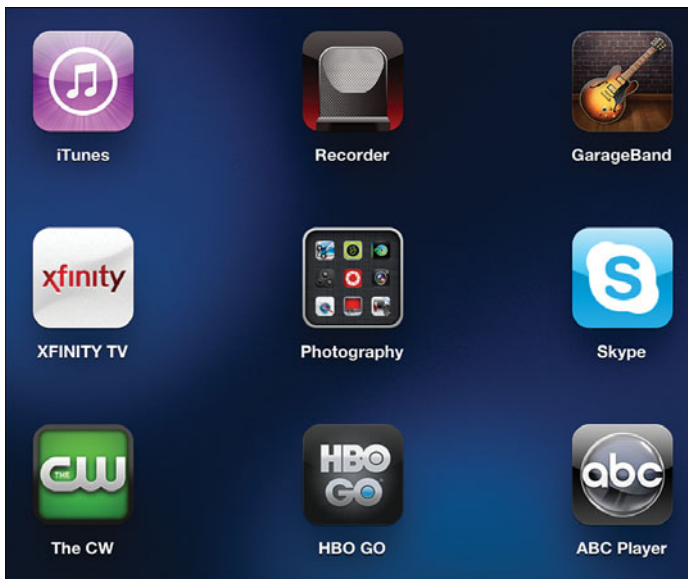 iTunes
Recorder
GarageBand
xfinity
S
XFINITY TV
Photography
Skype
THE CW
HBO GO
abc
The CW
HBO GO
ABC Player